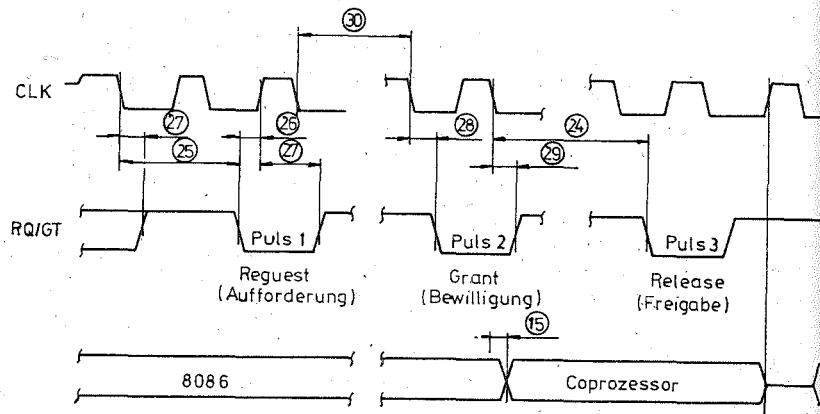 30
CLK
27
26
28
24
25
27
29
RQ/GT
Puls 1
Puls 2
Puls 3
Reguest
(Aufforderung)
Grant
(Bewilligung)
Release
(Freigabe)
15
8086
Coprozessor